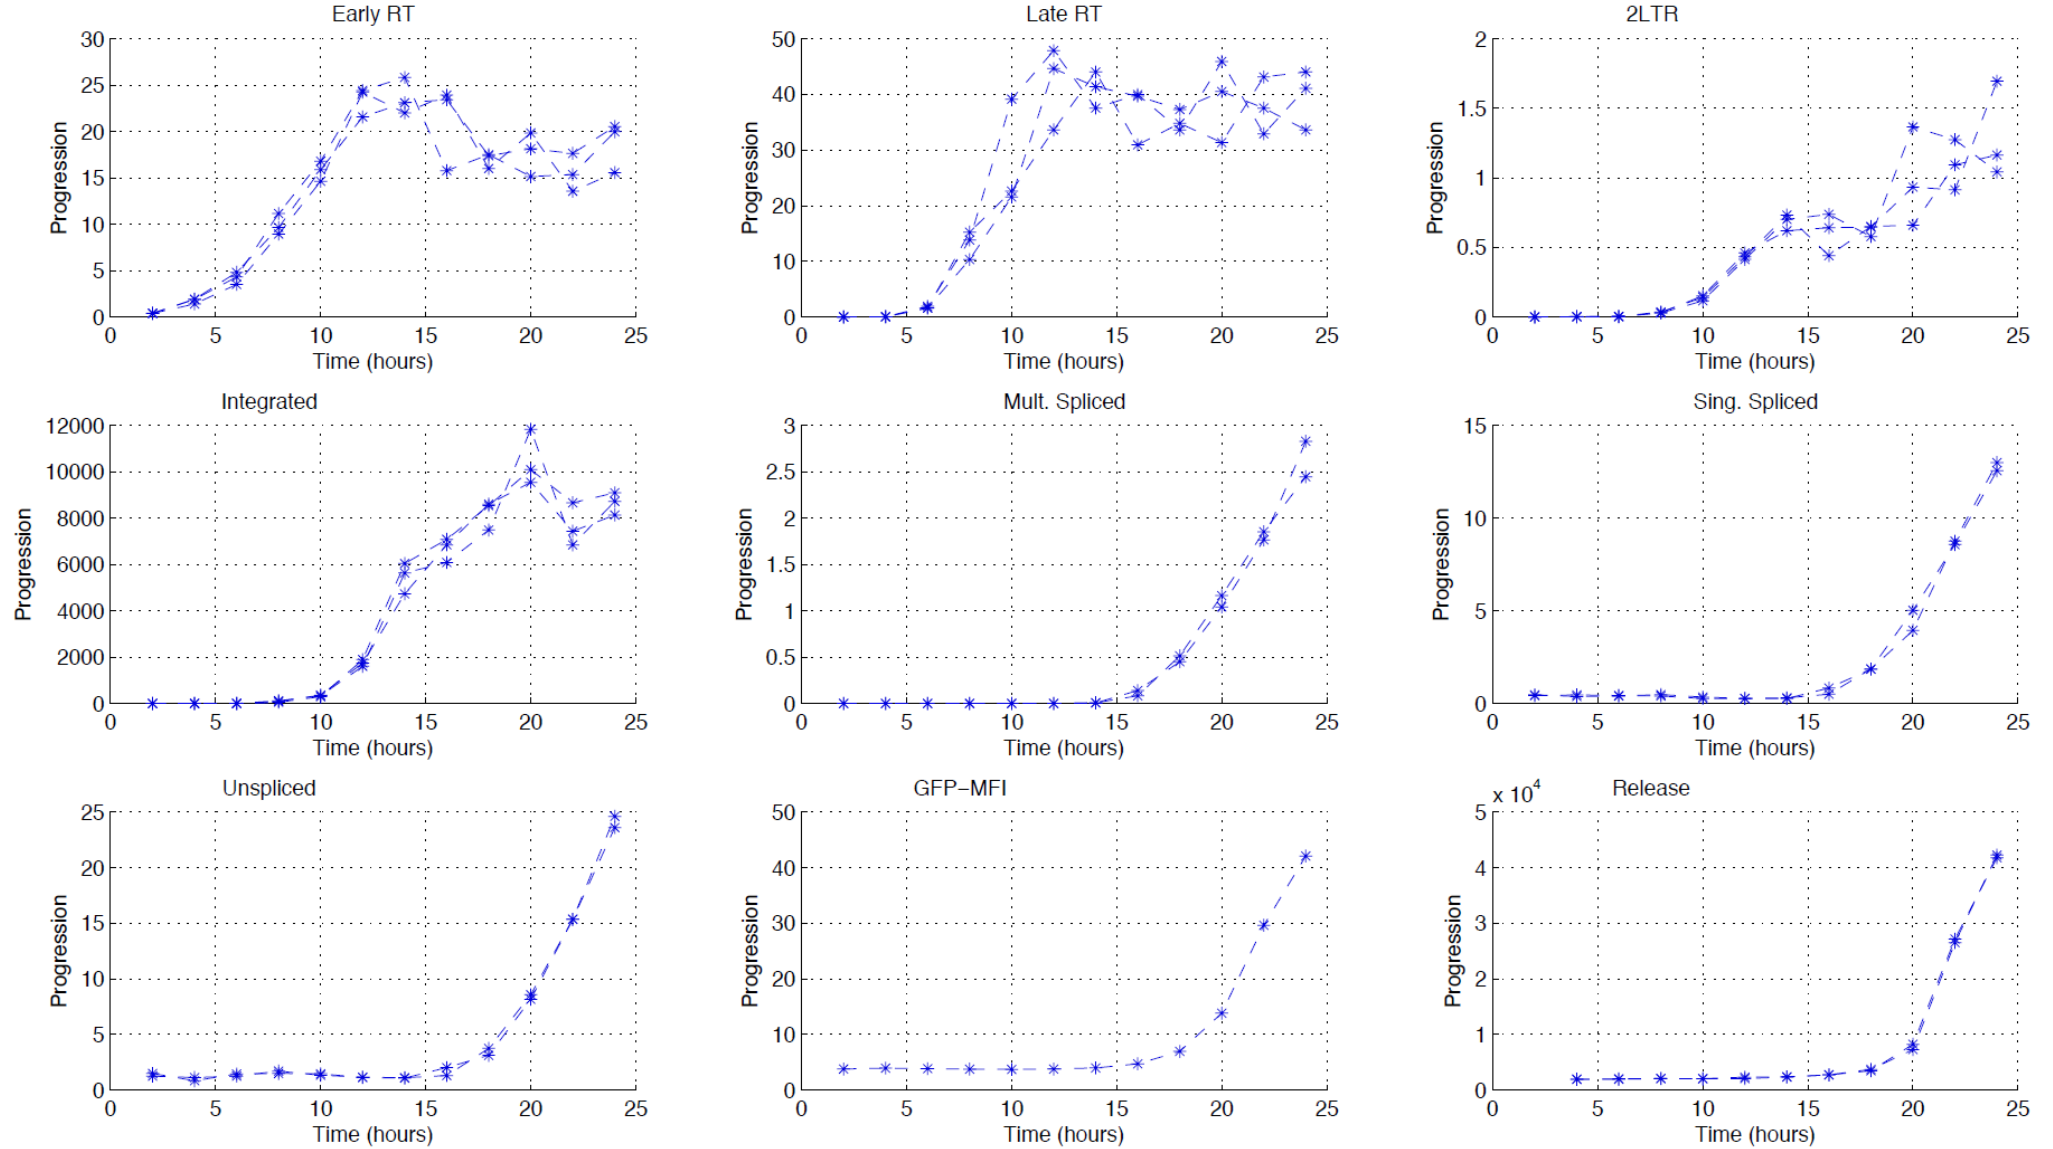 Early RT
30
25
20
15
10
5
0
Progression
0 5 10 15 20 25
Time (hours)
Late RT
50
40
30
20
10
0
Progression
0 5 10 15 20 25
Time (hours)
2LTR
2
1.5
1
0.5
0
Progression
0 5 10 15 20 25
Time (hours)
Integrated
12000
10000
8000
6000
4000
2000
0
Progression
0 5 10 15 20 25
Time (hours)
Mult. Spliced
3
2.5
2
1.5
1
0.5
0
Progression
0 5 10 15 20 25
Time (hours)
Sing. Spliced
15
10
5
0
Progression
0 5 10 15 20 25
Time (hours)
Unspliced
25
20
15
10
5
0
Progression
0 5 10 15 20 25
Time (hours)
GFP−MFI
50
40
30
20
10
0
Progression
0 5 10 15 20 25
Time (hours)
Release
x 10⁴
5
4
3
2
1
0
Progression
0 5 10 15 20 25
Time (hours)